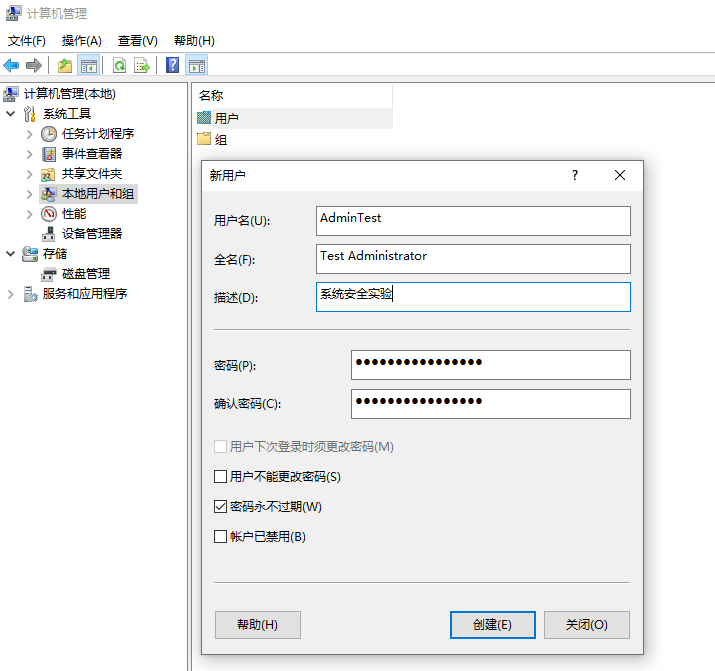 计算机管理
文件(F) 操作(A) 查看(V) 帮助(H)
计算机管理(本地)
系统工具
任务计划程序
事件查看器
共享文件夹
本地用户和组
性能
设备管理器
存储
磁盘管理
服务和应用程序
名称
用户
组
新用户
用户名(U): AdminTest
全名(F): Test Administrator
描述(D): 系统安全实验
密码(P): ●●●●●●●●●●●●●●●●
确认密码(C): ●●●●●●●●●●●●●●●●
用户下次登录时须更改密码(M)
用户不能更改密码(S)
密码永不过期(W)
帐户已禁用(B)
帮助(H) 创建(E) 关闭(O)